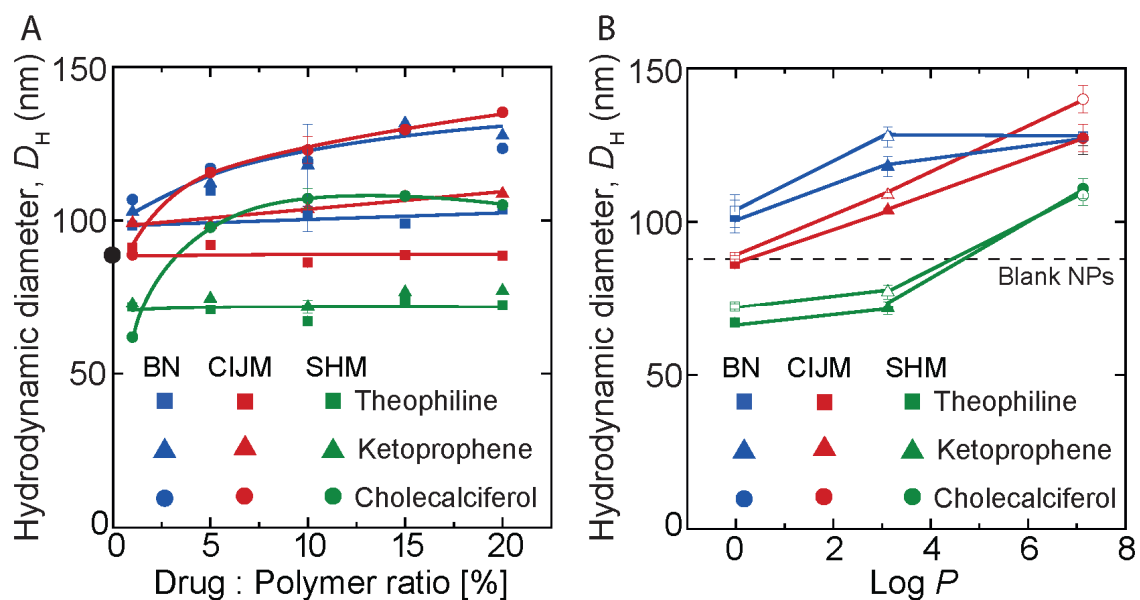 A
Hydrodynamic diameter, D_H (nm)
150
100
50
0
0 5 10 15 20
Drug : Polymer ratio [%]
BN CIJM SHM
Theophiline
Ketoprophene
Cholecalciferol
B
Hydrodynamic diameter, D_H (nm)
150
100
50
0
0 2 4 6 8
Log P
Blank NPs
BN CIJM SHM
Theophiline
Ketoprophene
Cholecalciferol